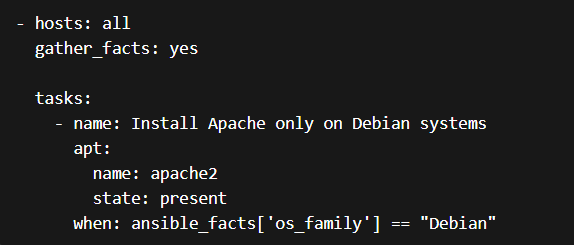 - hosts: all
  gather_facts: yes

  tasks:
    - name: Install Apache only on Debian systems
      apt:
        name: apache2
        state: present
      when: ansible_facts['os_family'] == "Debian"